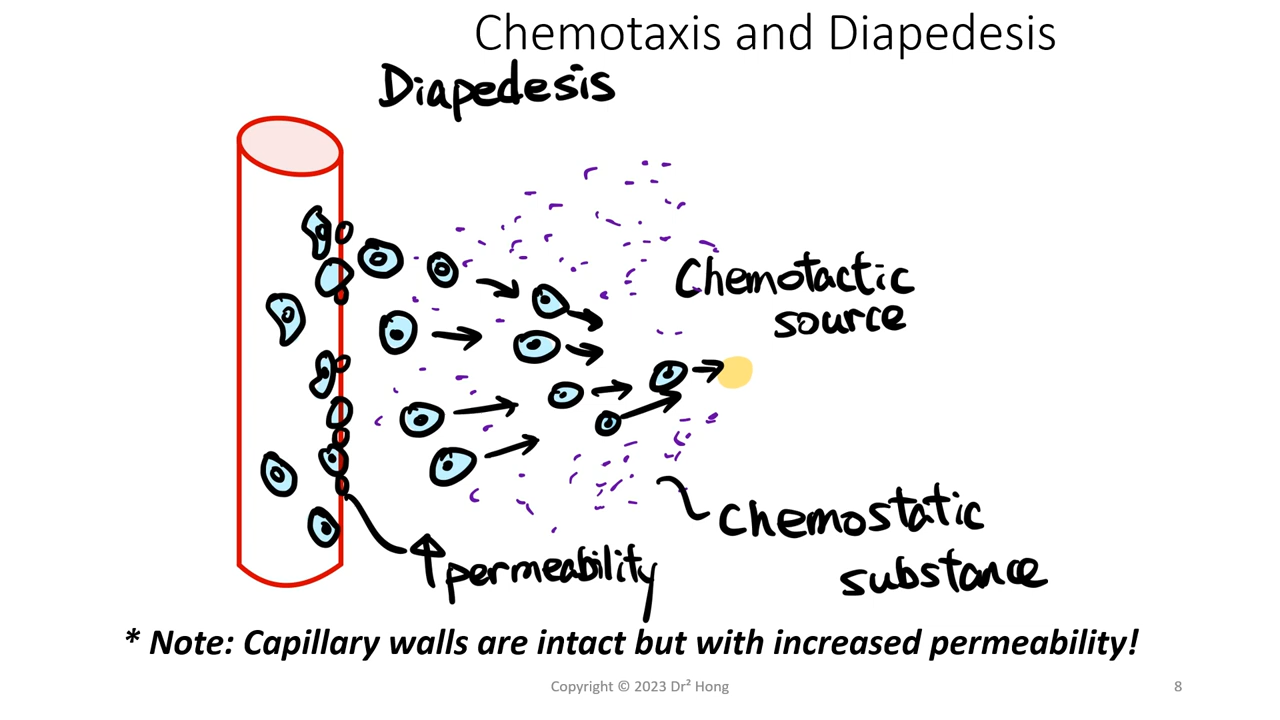 Chemotaxis and Diapedesis
Diapedesis
Chemotactic
source
Chemostatic
substance
↑ permeability
* Note: Capillary walls are intact but with increased permeability!
Copyright © 2023 Dr² Hong
8